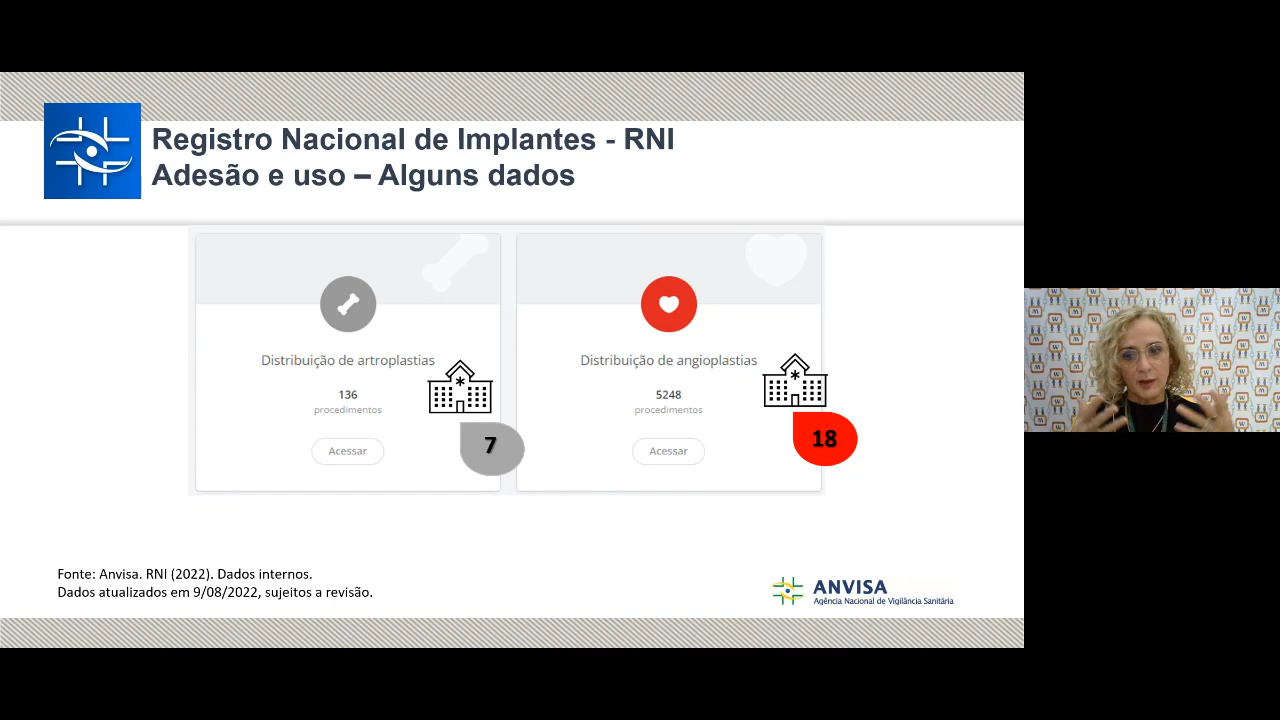 Registro Nacional de Implantes - RNI
Adesão e uso – Alguns dados
Distribuição de artroplastias
136
procedimentos
Acessar
7
Distribuição de angioplastias
5248
procedimentos
Acessar
18
Fonte: Anvisa. RNI (2022). Dados internos.
Dados atualizados em 9/08/2022, sujeitos a revisão.
ANVISA
Agência Nacional de Vigilância Sanitária